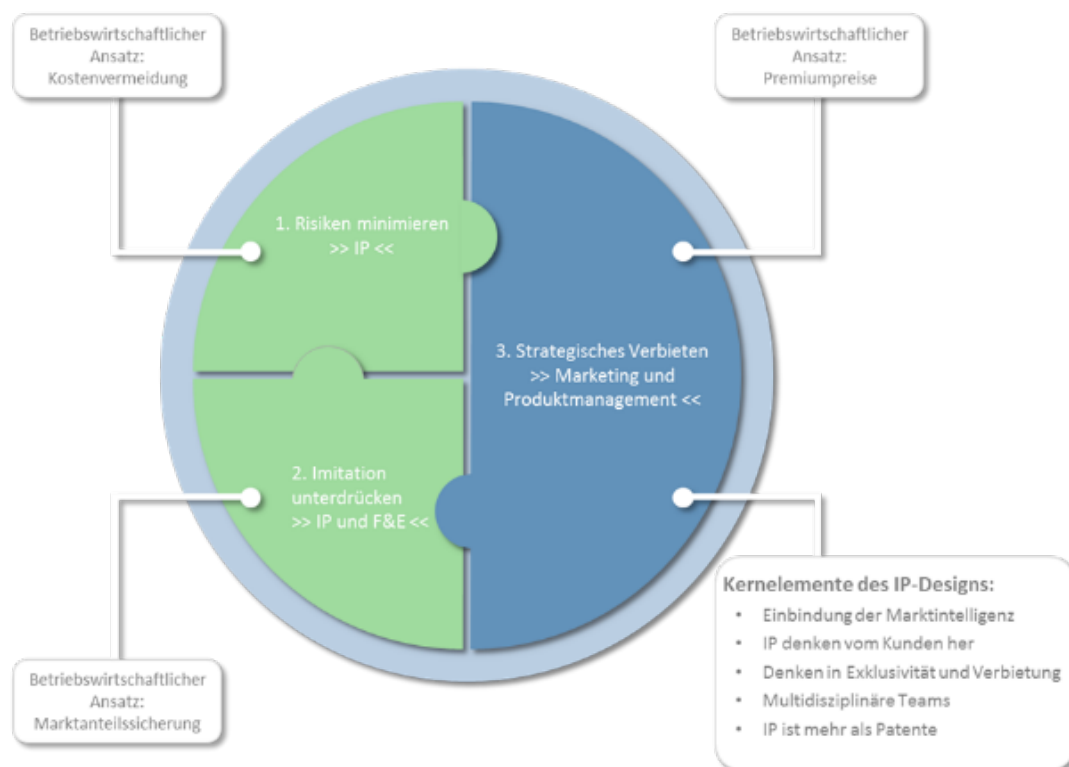 Betriebswirtschaftlicher
Ansatz:
Kostenvermeidung
Betriebswirtschaftlicher
Ansatz:
Premiumpreise
1. Risiken minimieren
>> IP <<
3. Strategisches Verbieten
>> Marketing und
Produktmanagement <<
2. Imitation
unterdrücken
>> IP und F&E <<
Betriebswirtschaftlicher
Ansatz:
Marktanteilssicherung
Kernelemente des IP-Designs:
• Einbindung der Marktintelligenz
• IP denken vom Kunden her
• Denken in Exklusivität und Verbietung
• Multidisziplinäre Teams
• IP ist mehr als Patente